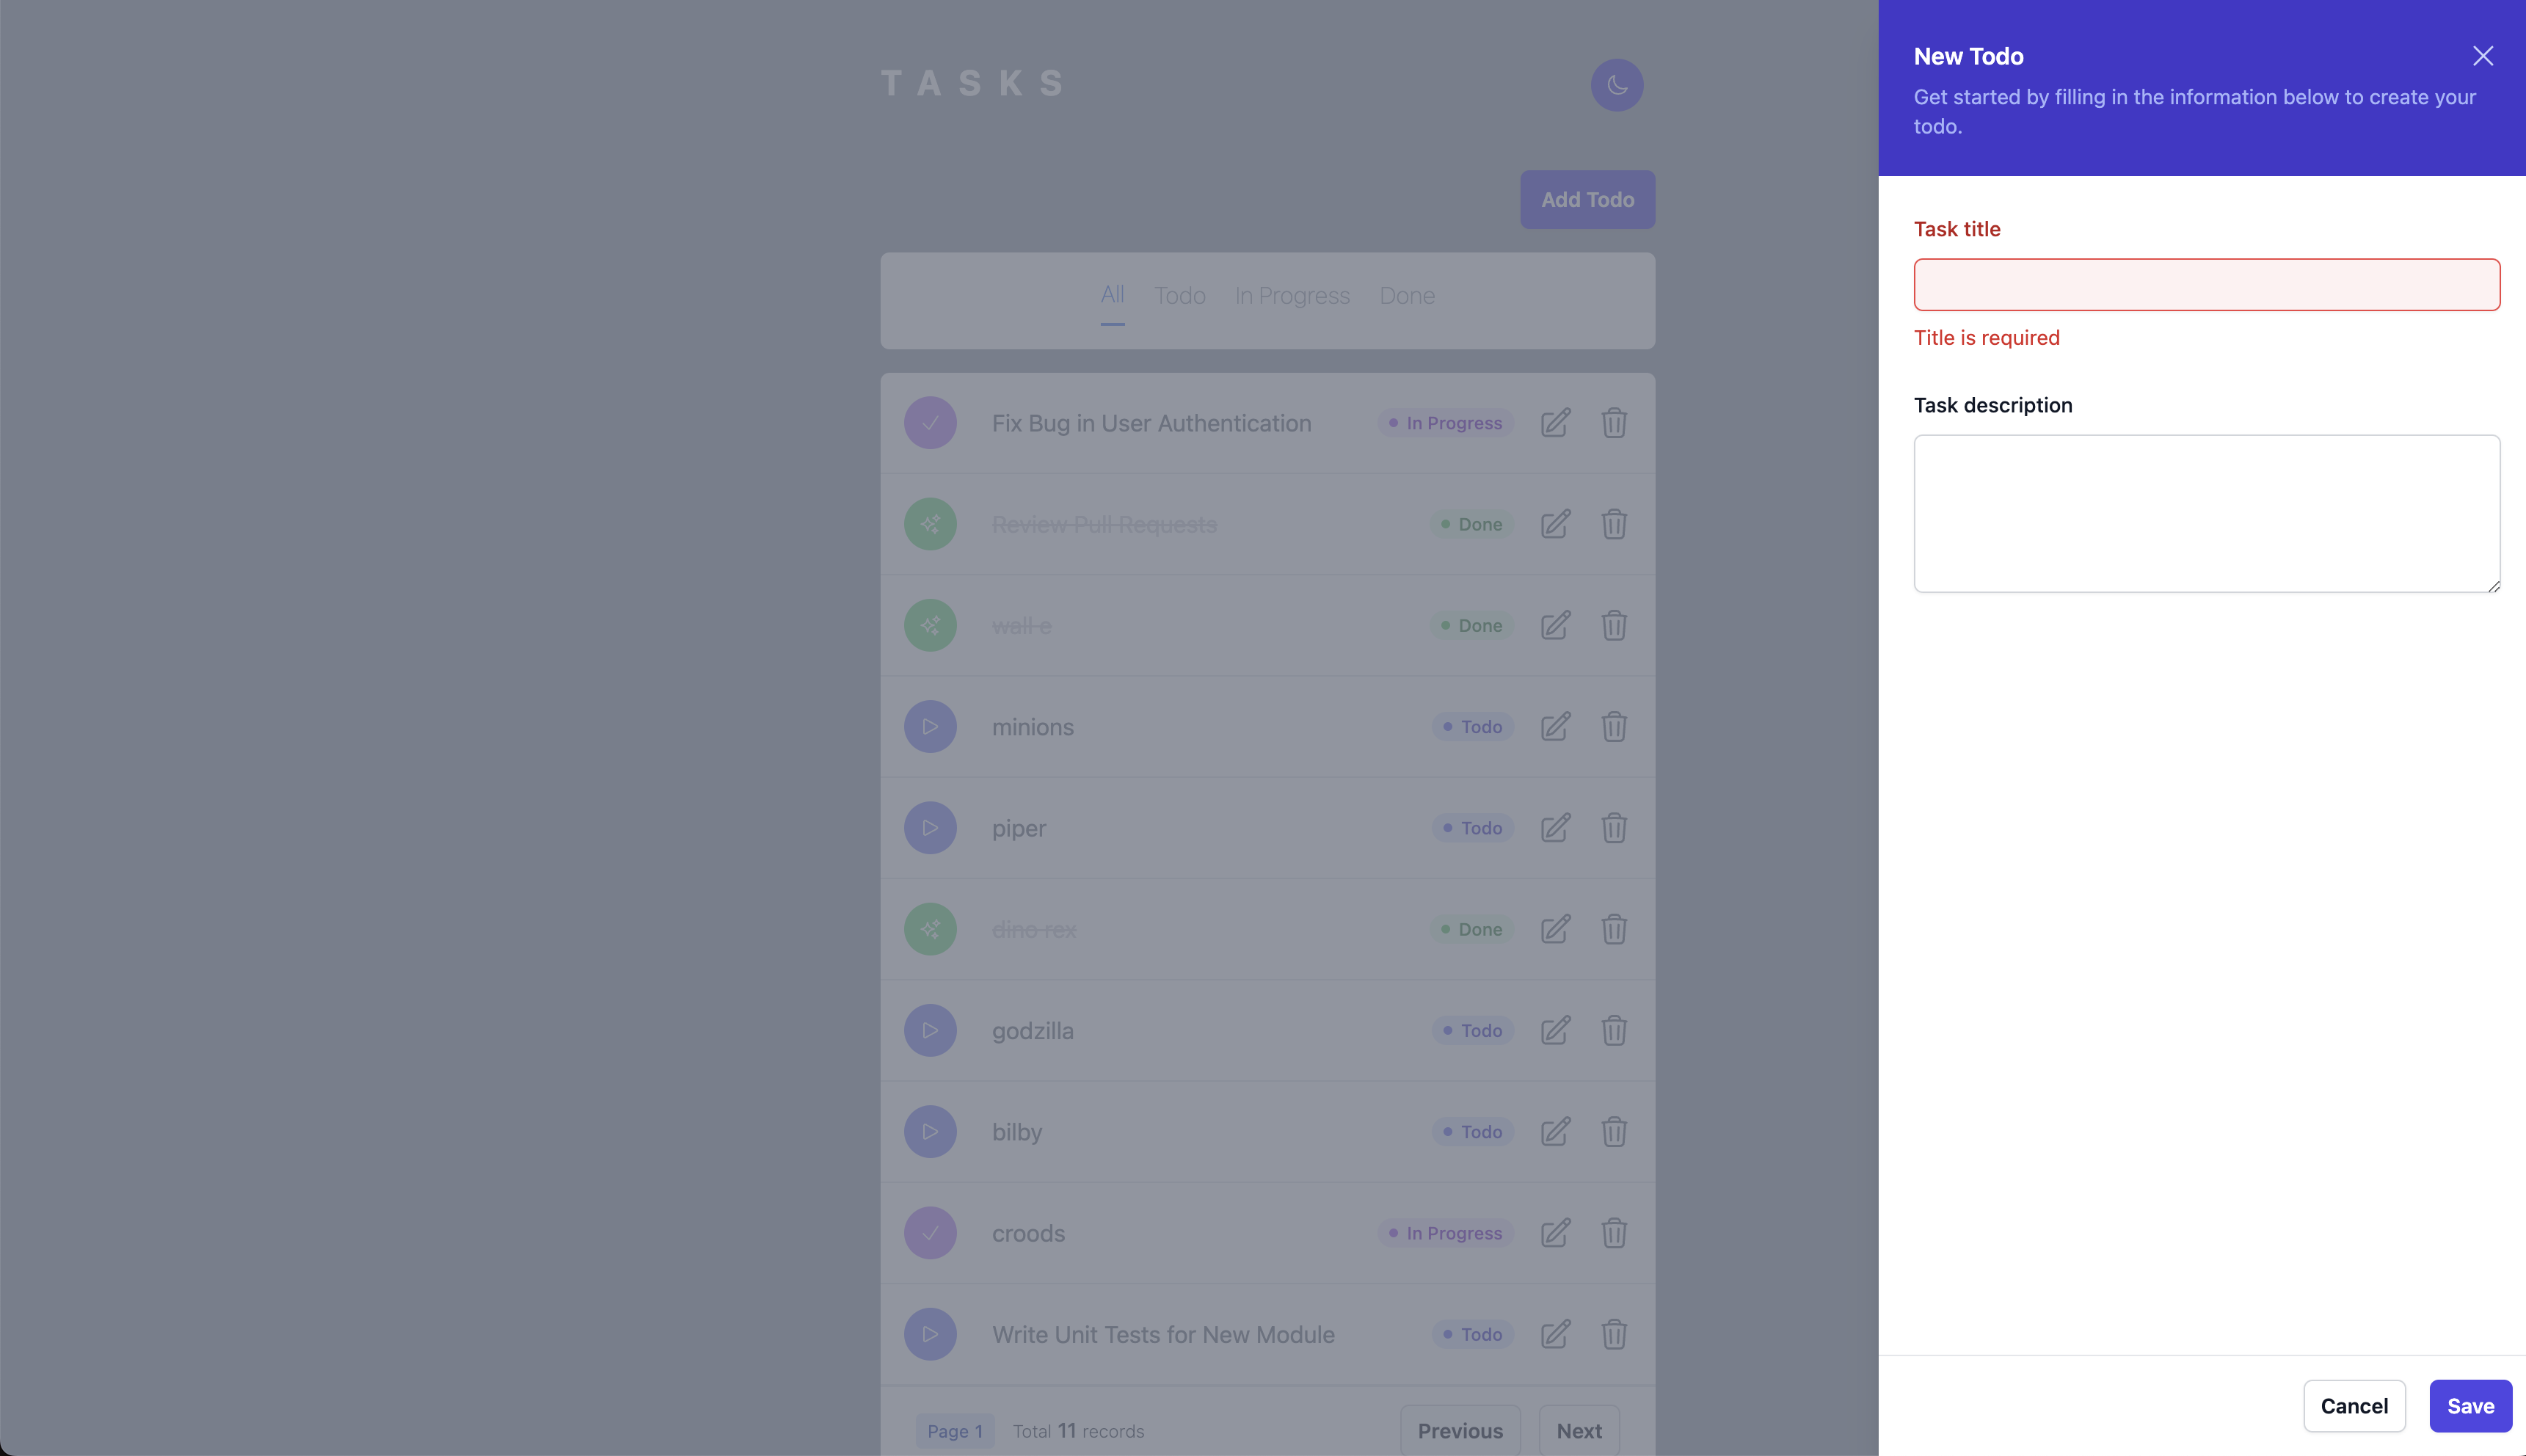 TASKS
Add Todo
All Todo In Progress Done
Fix Bug in User Authentication In Progress
Review Pull Requests Done
wall e Done
minions Todo
piper Todo
dino rex Done
godzilla Todo
bilby Todo
croods In Progress
Write Unit Tests for New Module Todo
Page 1 Total 11 records Previous Next
New Todo
Get started by filling in the information below to create your
todo.
Task title
Title is required
Task description
Cancel Save